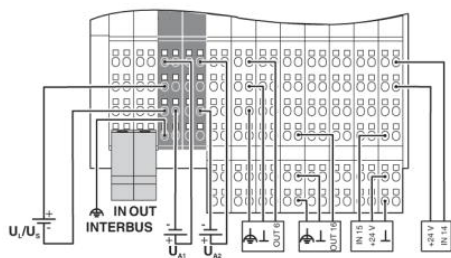 +
-
U_L/U_S
IN OUT
INTERBUS
-
+
U_A1
-
+
U_A2
OUT 6
OUT 16
IN 15
+24 V
+24 V
IN 14